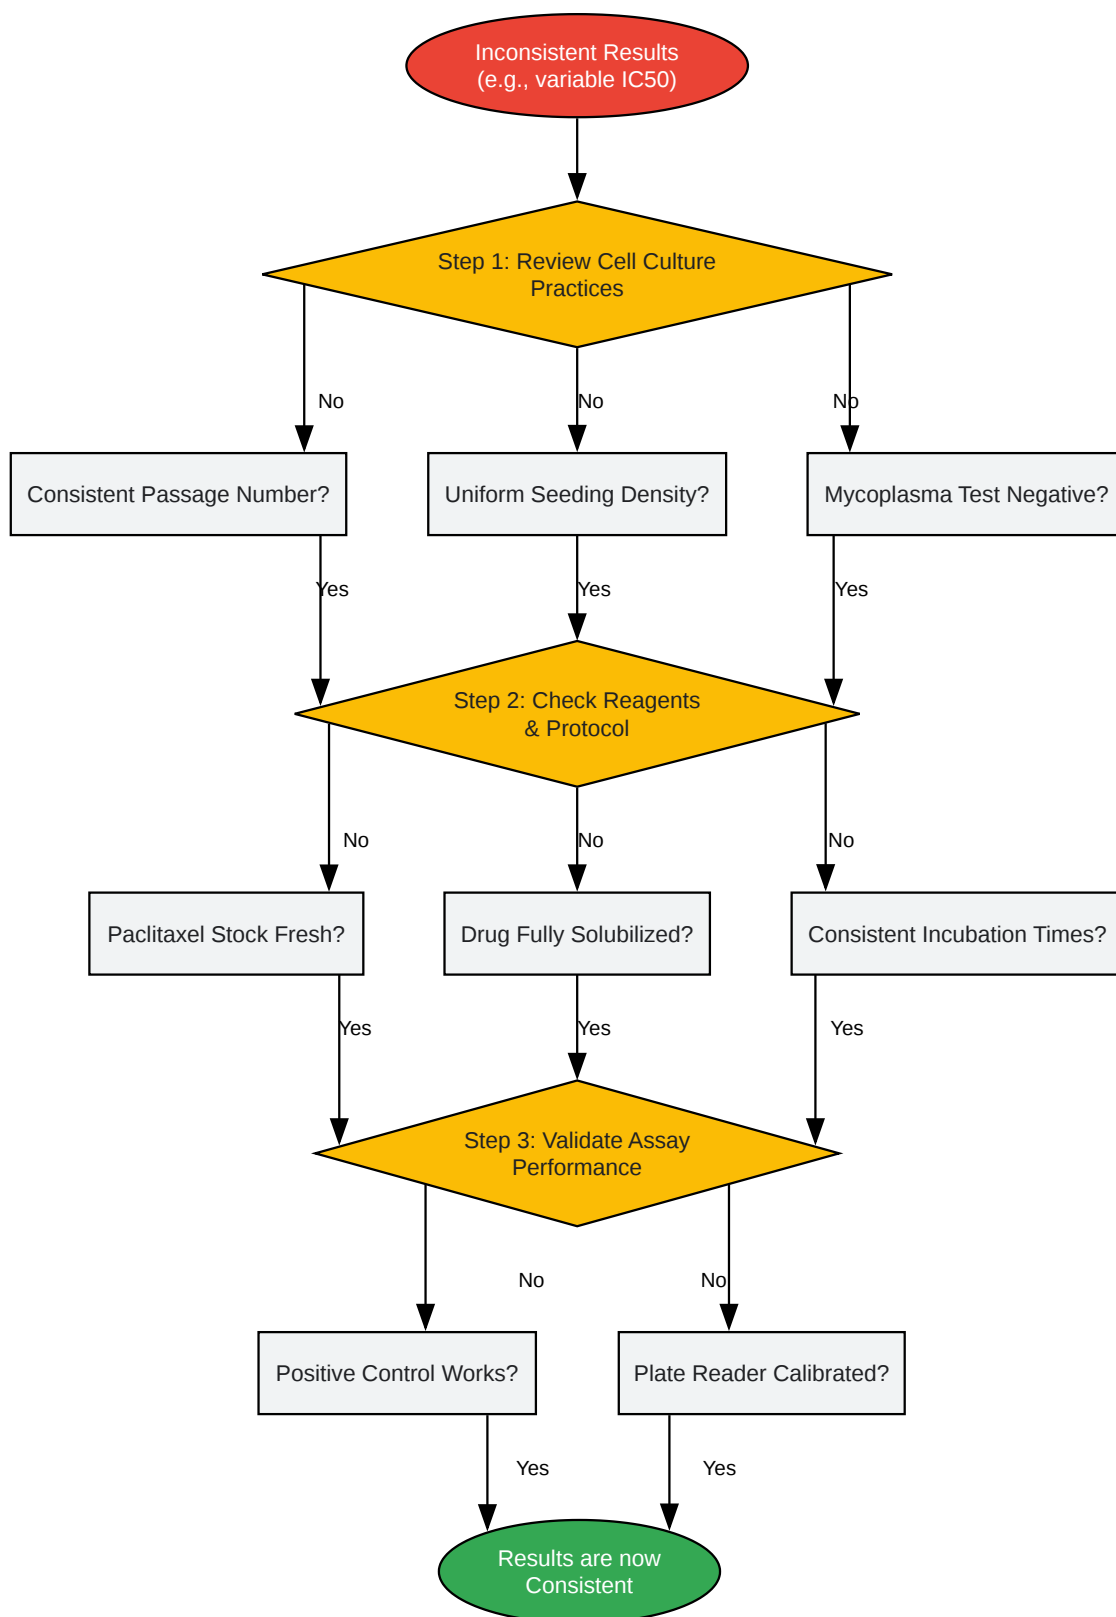 Inconsistent Results
(e.g., variable IC50)
Step 1: Review Cell Culture
Practices
No
No
No
Consistent Passage Number?
Uniform Seeding Density?
Mycoplasma Test Negative?
Yes
Yes
Yes
Step 2: Check Reagents
& Protocol
No
No
No
Paclitaxel Stock Fresh?
Drug Fully Solubilized?
Consistent Incubation Times?
Yes
Yes
Yes
Step 3: Validate Assay
Performance
No
No
Positive Control Works?
Plate Reader Calibrated?
Yes
Yes
Results are now
Consistent